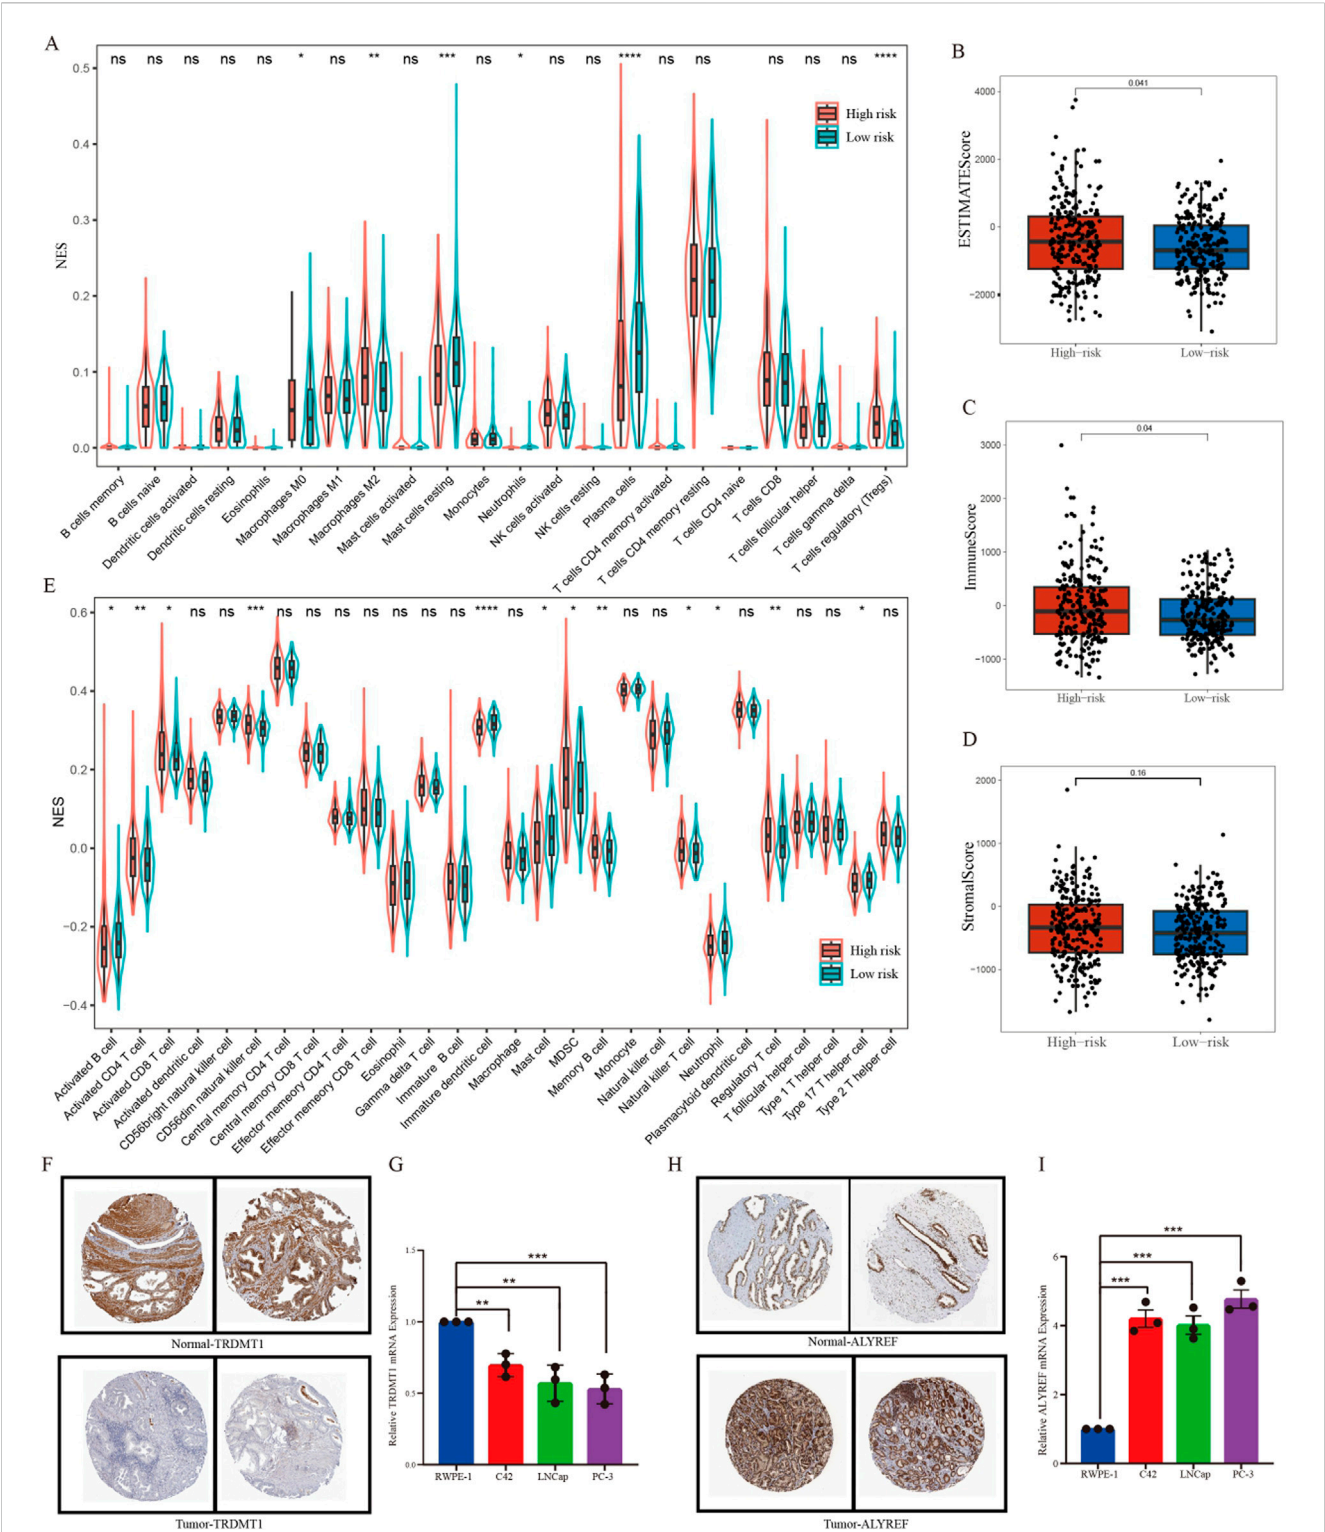 A
ns ns ns ns ns * ns ** ns *** ns * ns ns **** ns ns ns ns ****
High risk
Low risk
NES
0.5
0.4
0.3
0.2
0.1
0.0
B cells memory
B cells naive
Dendritic cells activated
Dendritic cells resting
Eosinophils
Macrophages M0
Macrophages M1
Macrophages M2
Mast cells activated
Mast cells resting
Monocytes
Neutrophils
NK cells activated
NK cells resting
Plasma cells
T cells CD4 memory activated
T cells CD4 memory resting
T cells CD4 naive
T cells CD8
T cells follicular helper
T cells gamma delta
T cells regulatory (Tregs)
B
0.041
ESTIMATEScore
4000
2000
0
−2000
High−risk
Low−risk
C
0.04
ImmuneScore
3000
2000
1000
0
−1000
High−risk
Low−risk
D
0.16
StromalScore
2000
1000
0
−1000
High−risk
Low−risk
E
* ** * ns ns *** ns ns ns ns ns ns ns **** ns * * ** ns ns * * ns ** ns ns * ns
NES
0.6
0.4
0.2
0.0
−0.2
−0.4
High risk
Low risk
Activated B cell
Activated CD4 T cell
Activated CD8 T cell
Activated dendritic cell
CD56bright natural killer cell
CD56dim natural killer cell
Central memory CD4 T cell
Central memory CD8 T cell
Effector memory CD4 T cell
Effector memory CD8 T cell
Eosinophil
Gamma delta T cell
Immature B cell
Immature dendritic cell
Macrophage
Mast cell
MDSC
Memory B cell
Monocyte
Natural killer cell
Natural killer T cell
Neutrophil
Plasmacytoid dendritic cell
Regulatory T cell
T follicular helper cell
Type 1 T helper cell
Type 17 T helper cell
Type 2 T helper cell
F
Normal-TRDMT1
Tumor-TRDMT1
G
Relative TRDMT1 mRNA Expression
1.5
1.0
0.5
0.0
***
**
**
RWPE-1 C42 LNCap PC-3
H
Normal-ALYREF
Tumor-ALYREF
I
Relative ALYREF mRNA Expression
6
4
2
0
***
***
***
RWPE-1 C42 LNCap PC-3